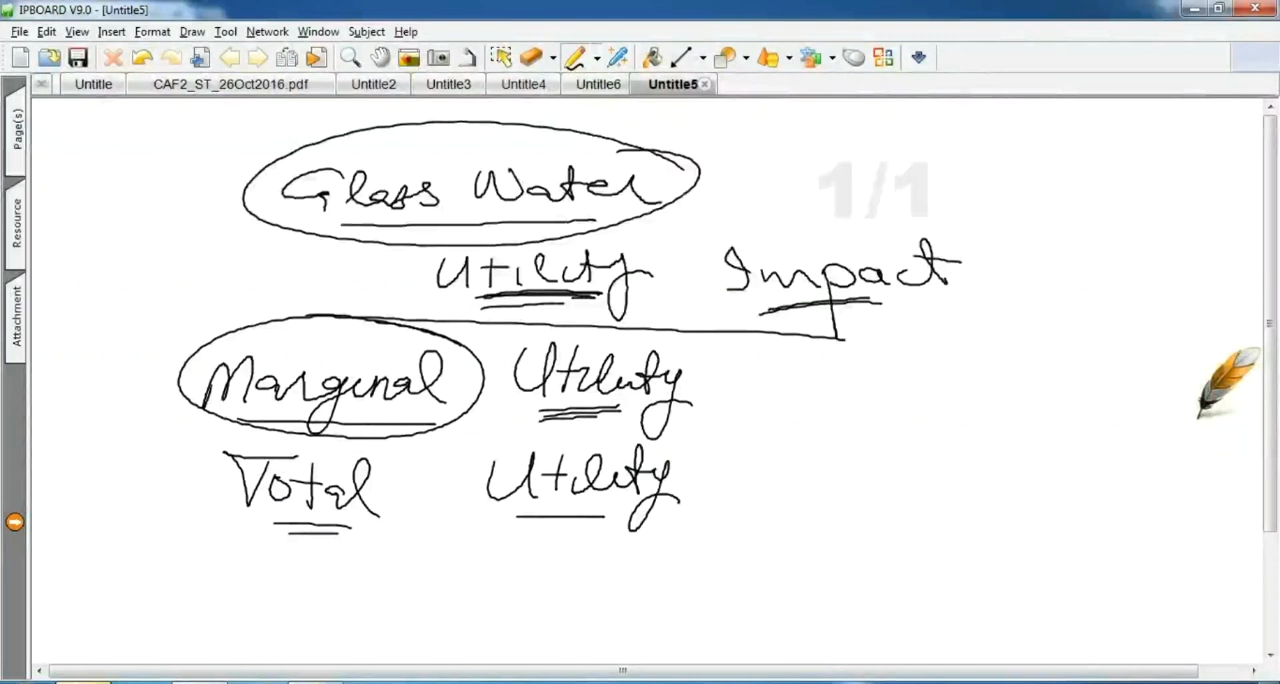 IPBOARD V9.0 - [Untitle5]
File Edit View Insert Format Draw Tool Network Window Subject Help
Untitle CAF2_ST_26Oct2016.pdf Untitle2 Untitle3 Untitle4 Untitle6 Untitle5
Page(s)
Resource
Attachment
1/1
Glass Water
Utility Impact
Marginal Utility
Total Utility